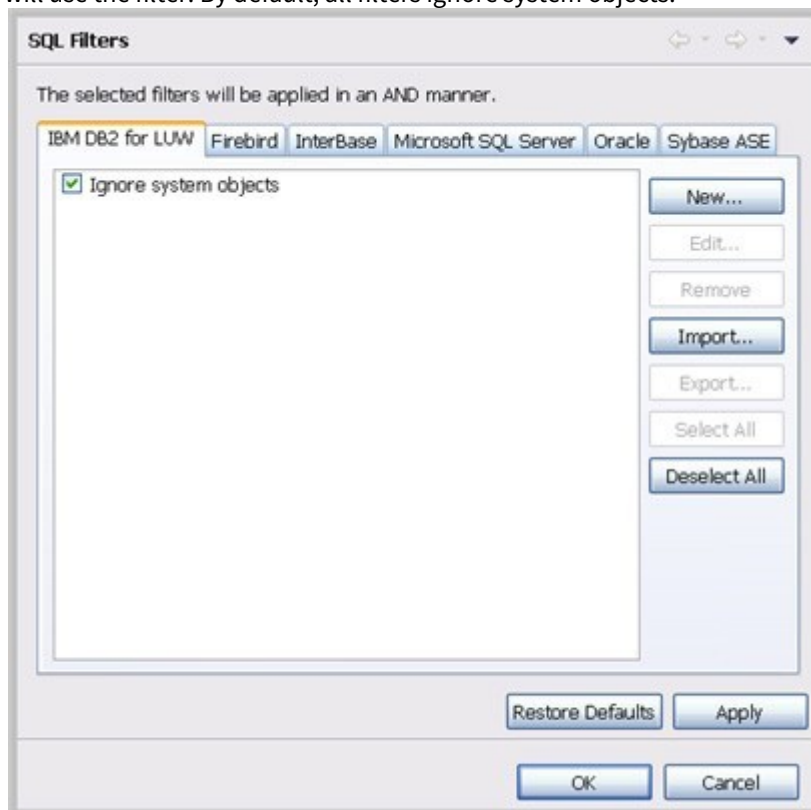 will use the filter. By default, all filters ignore system objects.
SQL Filters
The selected filters will be applied in an AND manner.
IBM DB2 for LUW Firebird InterBase Microsoft SQL Server Oracle Sybase ASE
Ignore system objects
New...
Edit...
Remove
Import...
Export...
Select All
Deselect All
Restore Defaults Apply
OK Cancel